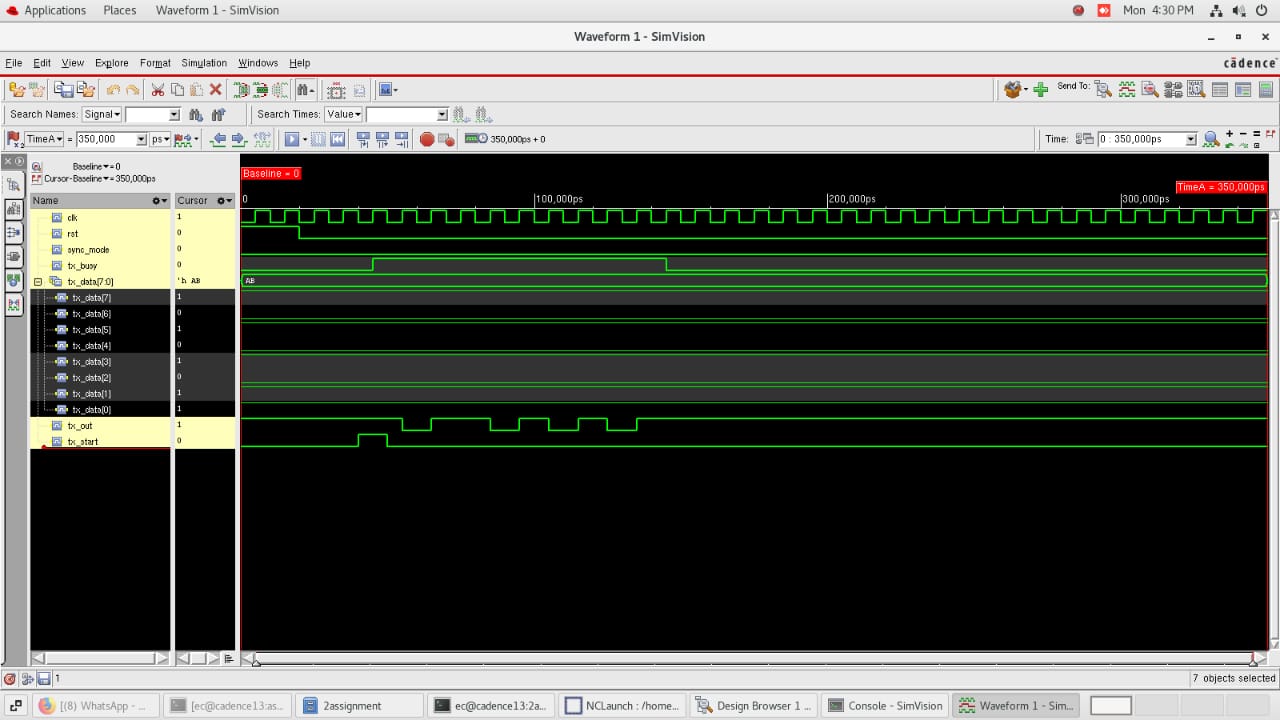 Applications Places Waveform 1 - SimVision Mon 4:30 PM
Waveform 1 - SimVision
File Edit View Explore Format Simulation Windows Help cādence
Send To:
Search Names: Signal Search Times: Value
TimeA = 350,000 ps 350,000ps + 0 Time: 0 : 350,000ps
Baseline = 0
Cursor-Baseline = 350,000ps
Baseline = 0
TimeA = 350,000ps
Name Cursor 0 100,000ps 200,000ps 300,000ps
clk 1
rst 0
sync_mode 0
tx_busy 0
tx_data[7:0] 'h AB AB
tx_data[7] 1
tx_data[6] 0
tx_data[5] 1
tx_data[4] 0
tx_data[3] 1
tx_data[2] 0
tx_data[1] 1
tx_data[0] 1
tx_out 1
tx_start 0
1 7 objects selected
[(8) WhatsApp - ... [ec@cadence13:as... 2assignment ec@cadence13:2a... NCLaunch : /home... Design Browser 1 ... Console - SimVision Waveform 1 - Sim...